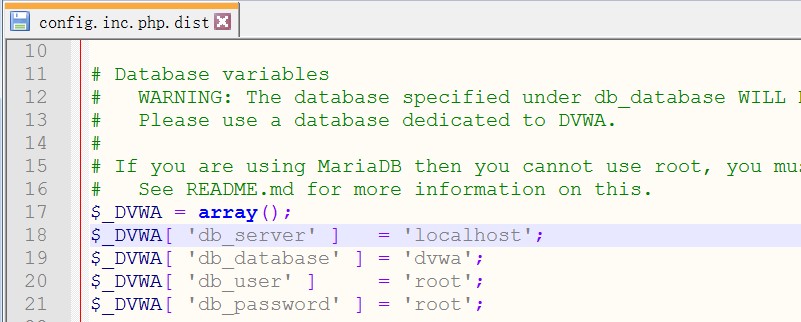 config.inc.php.dist
10
11 # Database variables
12 #   WARNING: The database specified under db_database WILL
13 #   Please use a database dedicated to DVWA.
14 #
15 # If you are using MariaDB then you cannot use root, you mu
16 #   See README.md for more information on this.
17 $_DVWA = array();
18 $_DVWA[ 'db_server' ]   = 'localhost';
19 $_DVWA[ 'db_database' ] = 'dvwa';
20 $_DVWA[ 'db_user' ]     = 'root';
21 $_DVWA[ 'db_password' ] = 'root';